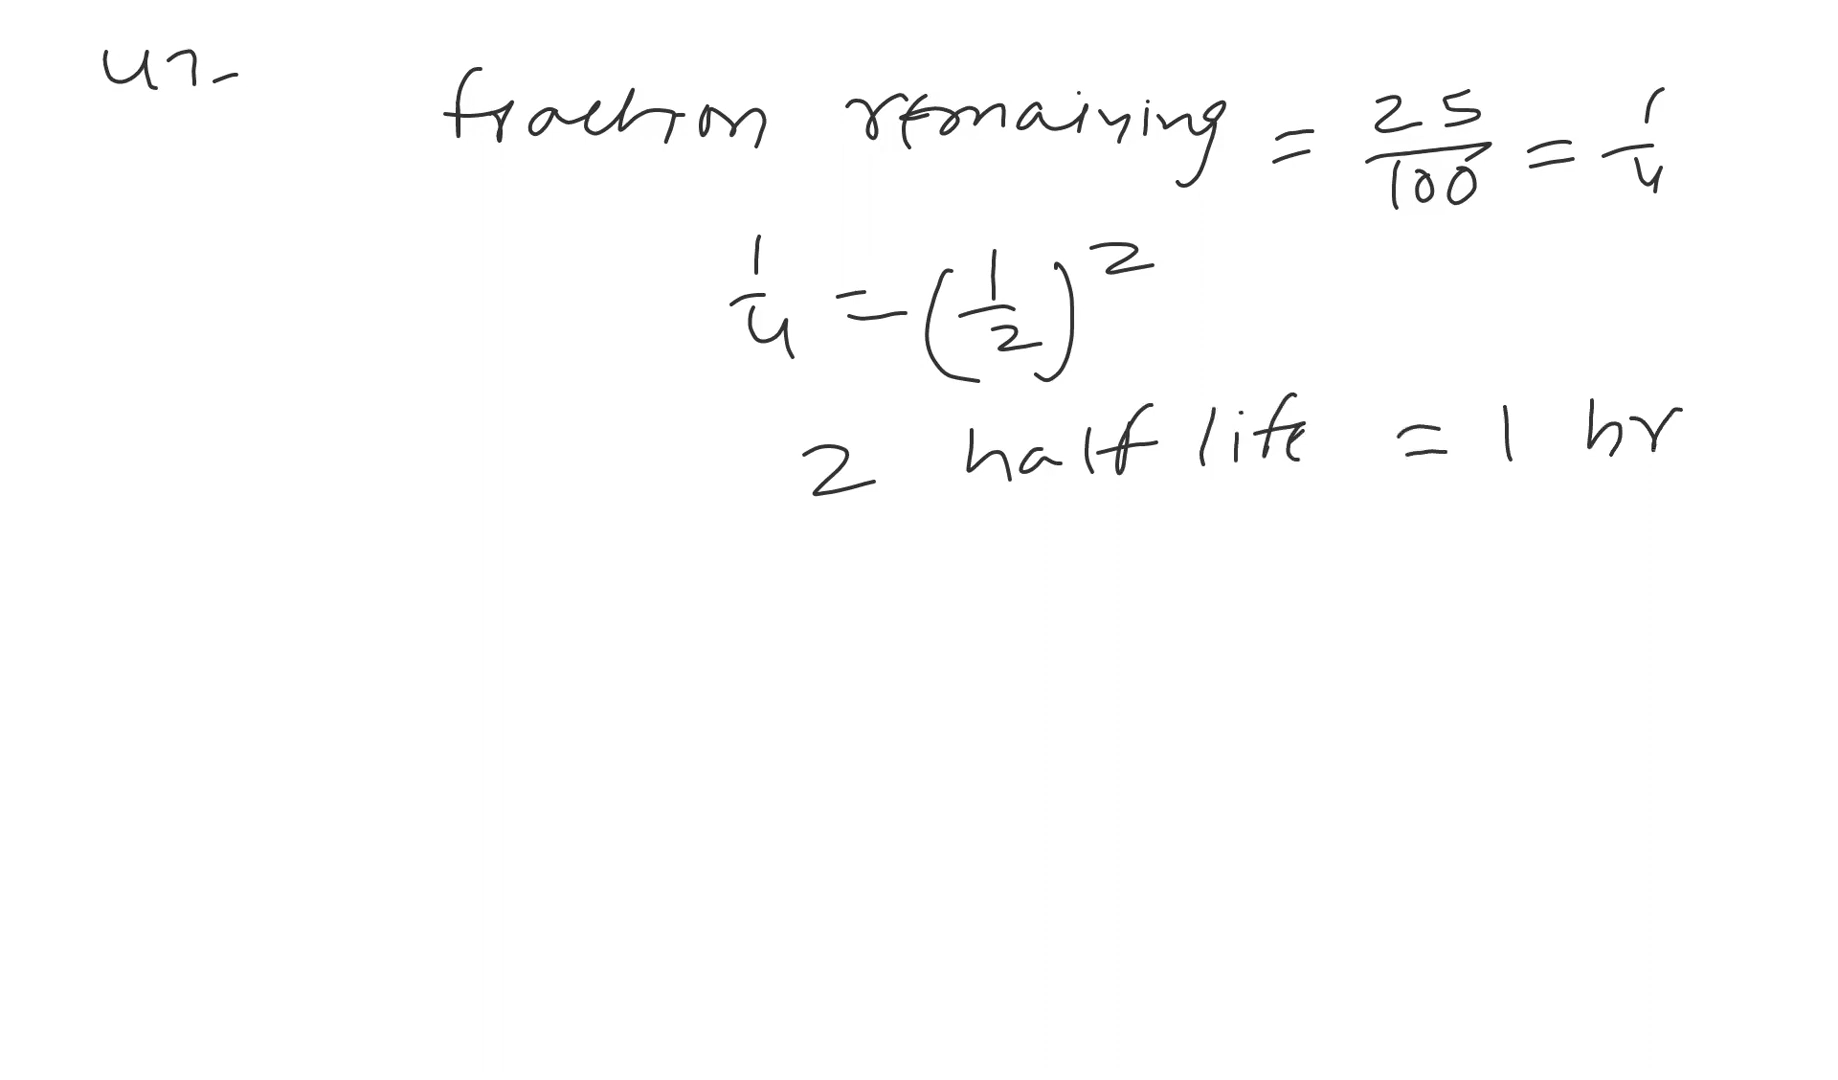 47-
fraction remaining = 25/100 = 1/4
1/4 = (1/2)^2
2 half life = 1 hr